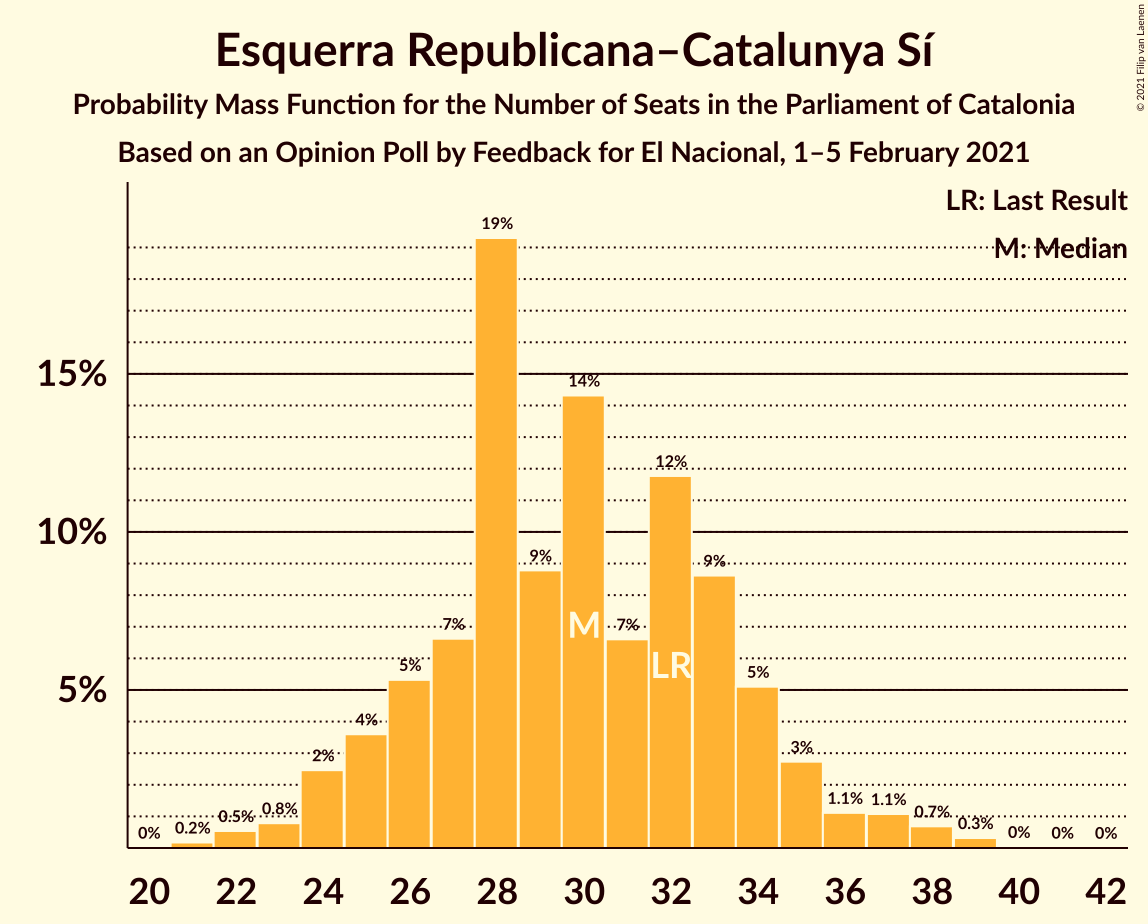 Esquerra Republicana–Catalunya Sí
Probability Mass Function for the Number of Seats in the Parliament of Catalonia
Based on an Opinion Poll by Feedback for El Nacional, 1–5 February 2021
© 2021 Filip van Laenen
LR: Last Result
M: Median
19%
15%
14%
12%
10%
9%
9%
7%
M
7%
LR
5%
5%
5%
4%
2%
3%
0%
0.2%
0.5%
0.8%
1.1%
1.1%
0.7%
0.3%
0%
0%
0%
20 22 24 26 28 30 32 34 36 38 40 42